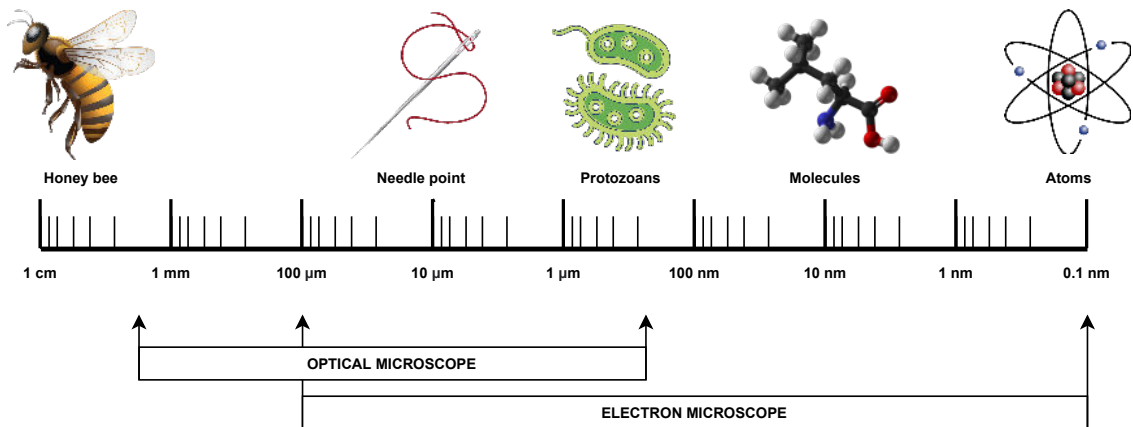 Honey bee
Needle point
Protozoans
Molecules
Atoms
1 cm
1 mm
100 µm
10 µm
1 µm
100 nm
10 nm
1 nm
0.1 nm
OPTICAL MICROSCOPE
ELECTRON MICROSCOPE